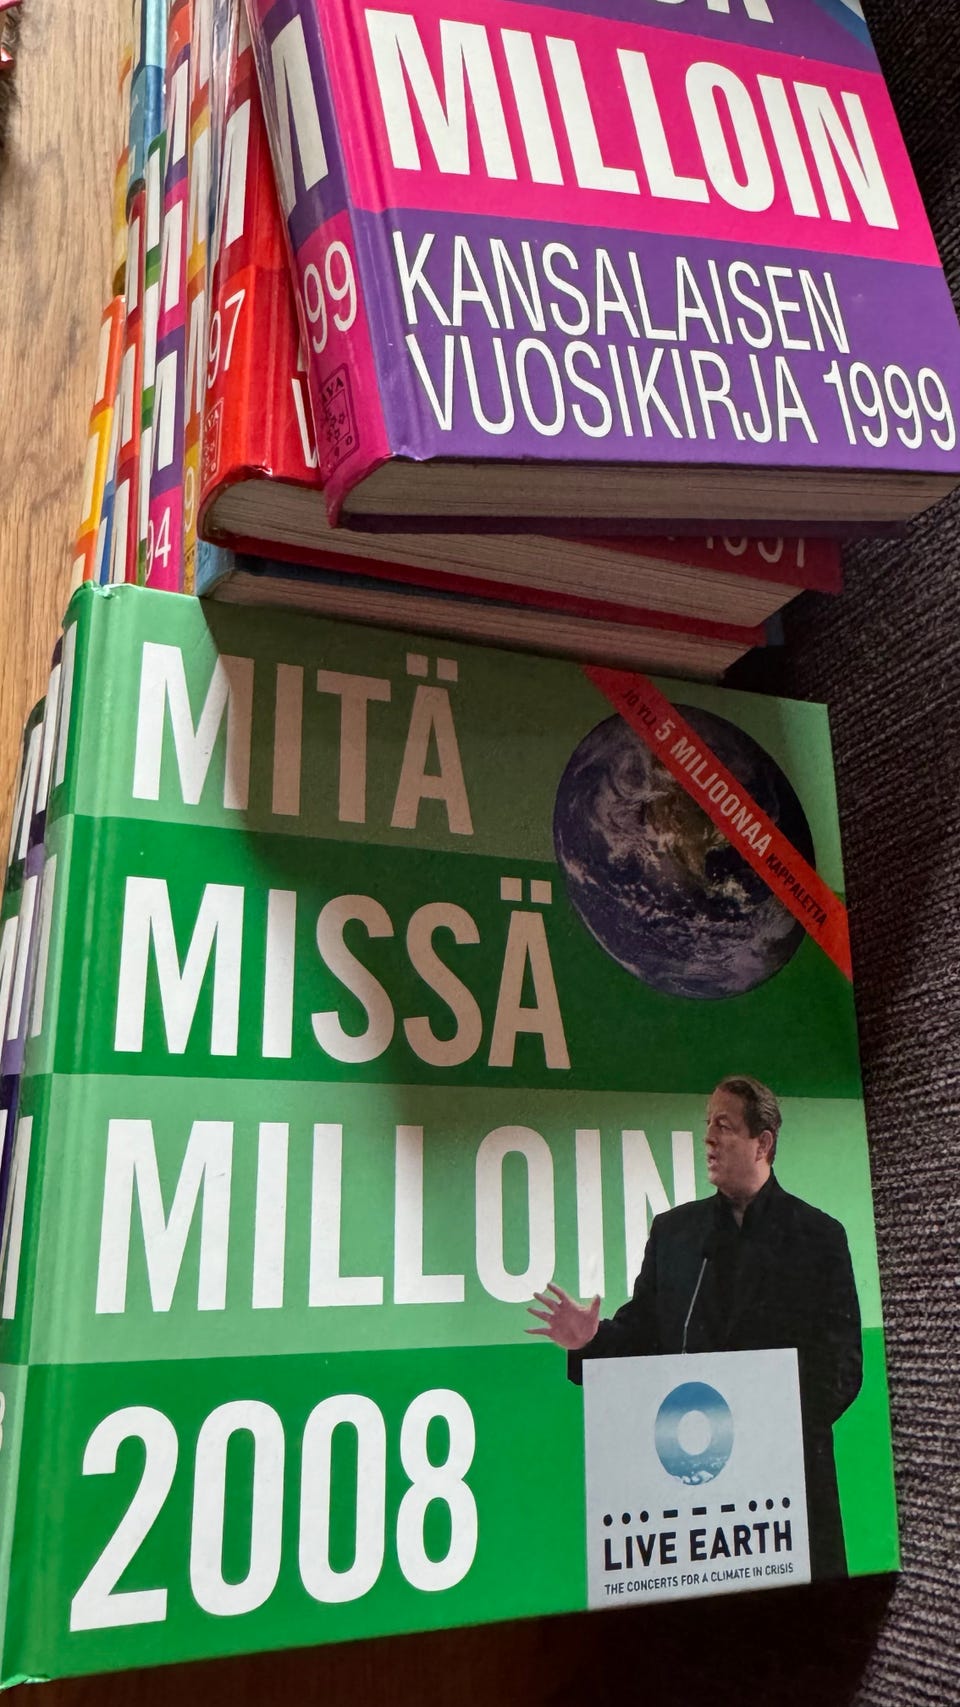 MILLOIN
KANSALAISEN
VUOSIKIRJA 1999
99
97
94
MITÄ
MISSÄ
MILLOIN
2008
JO YLI 5 MILJOONAA KAPPALETTA
LIVE EARTH
THE CONCERTS FOR A CLIMATE IN CRISIS